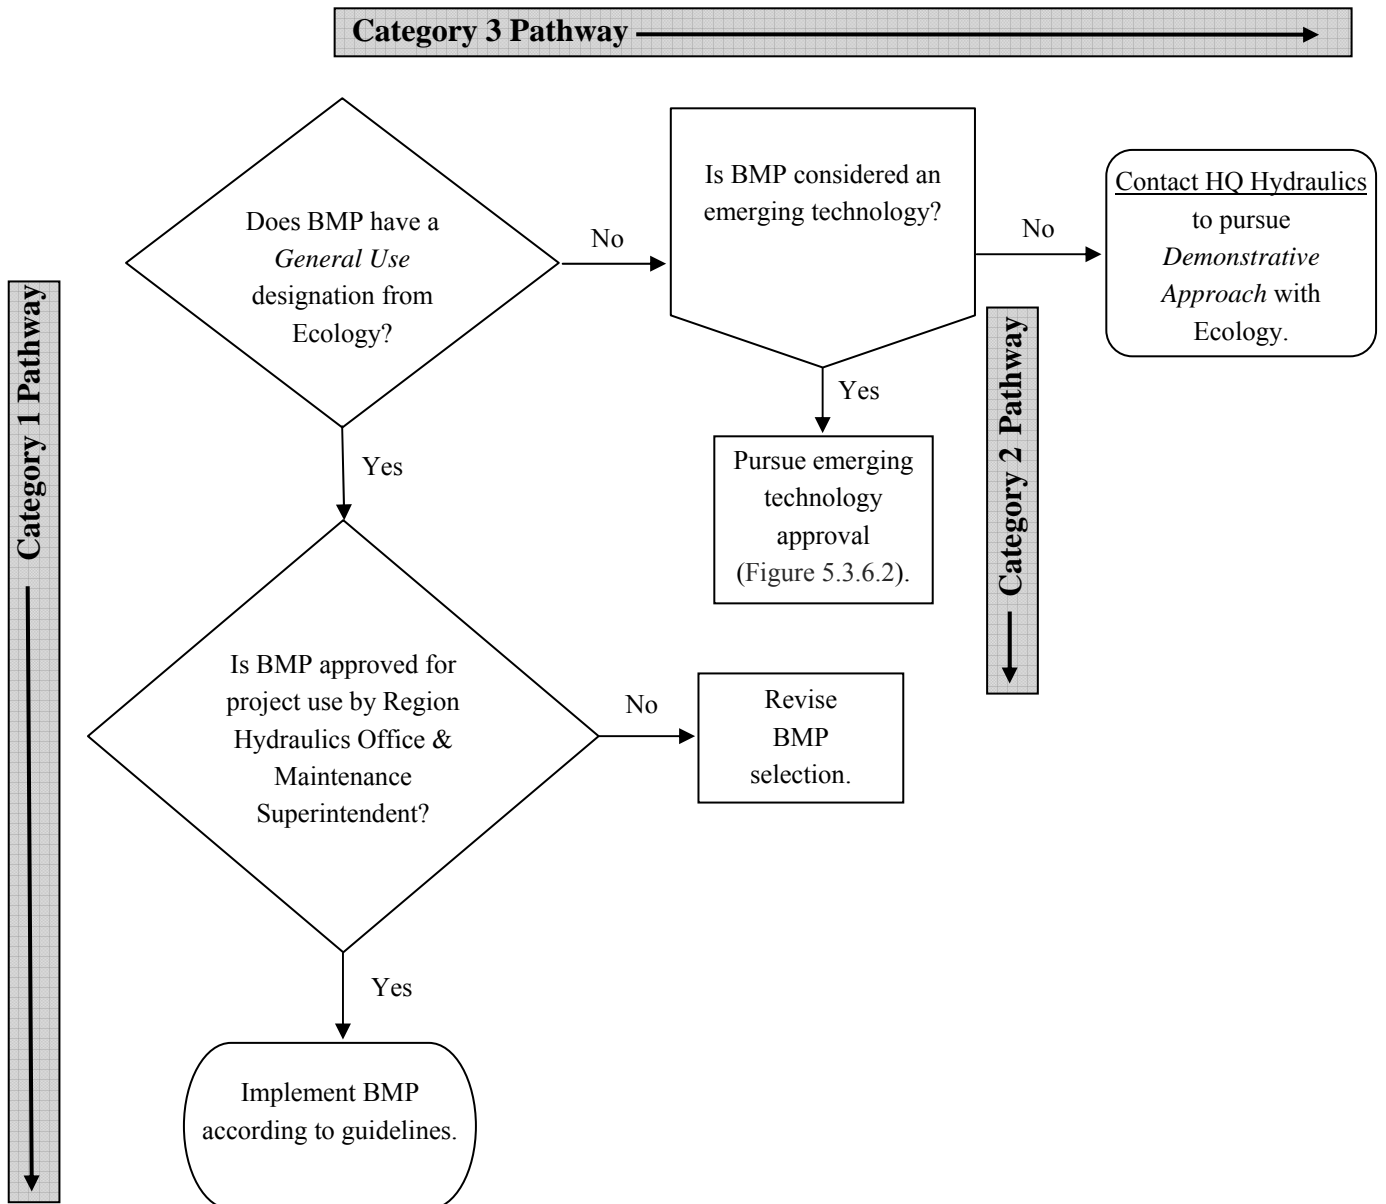 Category 3 Pathway
Does BMP have a
General Use
designation from
Ecology?
No
Is BMP considered an
emerging technology?
No
Contact HQ Hydraulics
to pursue
Demonstrative
Approach with
Ecology.
Category 1 Pathway
Yes
Yes
Category 2 Pathway
Pursue emerging
technology
approval
(Figure 5.3.6.2).
Is BMP approved for
project use by Region
Hydraulics Office &
Maintenance
Superintendent?
No
Revise
BMP
selection.
Yes
Implement BMP
according to guidelines.